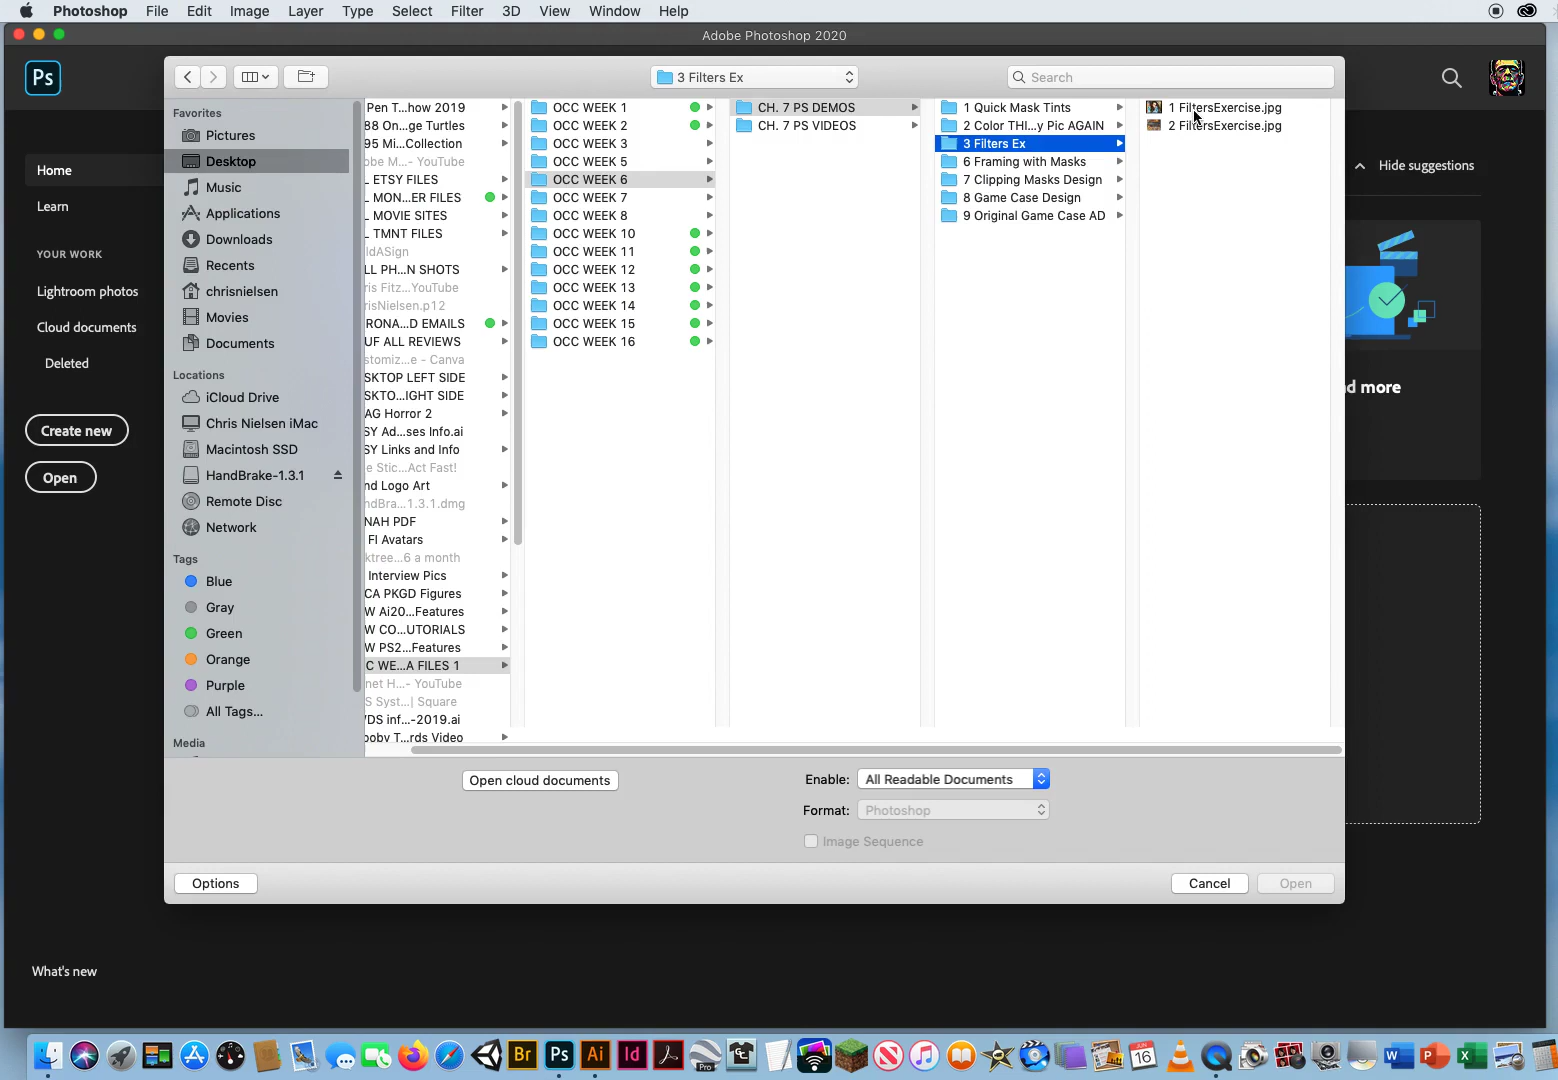 Photoshop File Edit Image Layer Type Select Filter 3D View Window Help
Adobe Photoshop 2020
Ps
3 Filters Ex
Search
Home
Learn
YOUR WORK
Lightroom photos
Cloud documents
Deleted
Create new
Open
What's new
Hide suggestions
d more
Favorites
Pictures
Desktop
Music
Applications
Downloads
Recents
chrisnielsen
Movies
Documents
Locations
iCloud Drive
Chris Nielsen iMac
Macintosh SSD
HandBrake-1.3.1
Remote Disc
Network
Tags
Blue
Gray
Green
Orange
Purple
All Tags...
Media
Pen T...how 2019
88 On...ge Turtles
95 Mi...Collection
obe M...- YouTube
L ETSY FILES
L MON...ER FILES
L MOVIE SITES
L TMNT FILES
ldASign
LL PH...N SHOTS
ris Fitz...YouTube
risNielsen.p12
RONA...D EMAILS
UF ALL REVIEWS
stomiz...e - Canva
SKTOP LEFT SIDE
SKTO...IGHT SIDE
AG Horror 2
SY Ad...ses Info.ai
SY Links and Info
e Stic...Act Fast!
nd Logo Art
ndBra...1.3.1.dmg
NAH PDF
FI Avatars
ktree...6 a month
Interview Pics
CA PKGD Figures
W Ai20...Features
W CO...UTORIALS
W PS2...Features
C WE...A FILES 1
net H...- YouTube
S Syst...| Square
DS inf...-2019.ai
ooby T...rds Video
OCC WEEK 1
OCC WEEK 2
OCC WEEK 3
OCC WEEK 5
OCC WEEK 6
OCC WEEK 7
OCC WEEK 8
OCC WEEK 10
OCC WEEK 11
OCC WEEK 12
OCC WEEK 13
OCC WEEK 14
OCC WEEK 15
OCC WEEK 16
CH. 7 PS DEMOS
CH. 7 PS VIDEOS
1 Quick Mask Tints
2 Color THI...y Pic AGAIN
3 Filters Ex
6 Framing with Masks
7 Clipping Masks Design
8 Game Case Design
9 Original Game Case AD
1 FiltersExercise.jpg
2 FiltersExercise.jpg
Open cloud documents
Enable: All Readable Documents
Format: Photoshop
Image Sequence
Options
Cancel
Open
Br Ps Ai Id Pro JUN 16 W P X